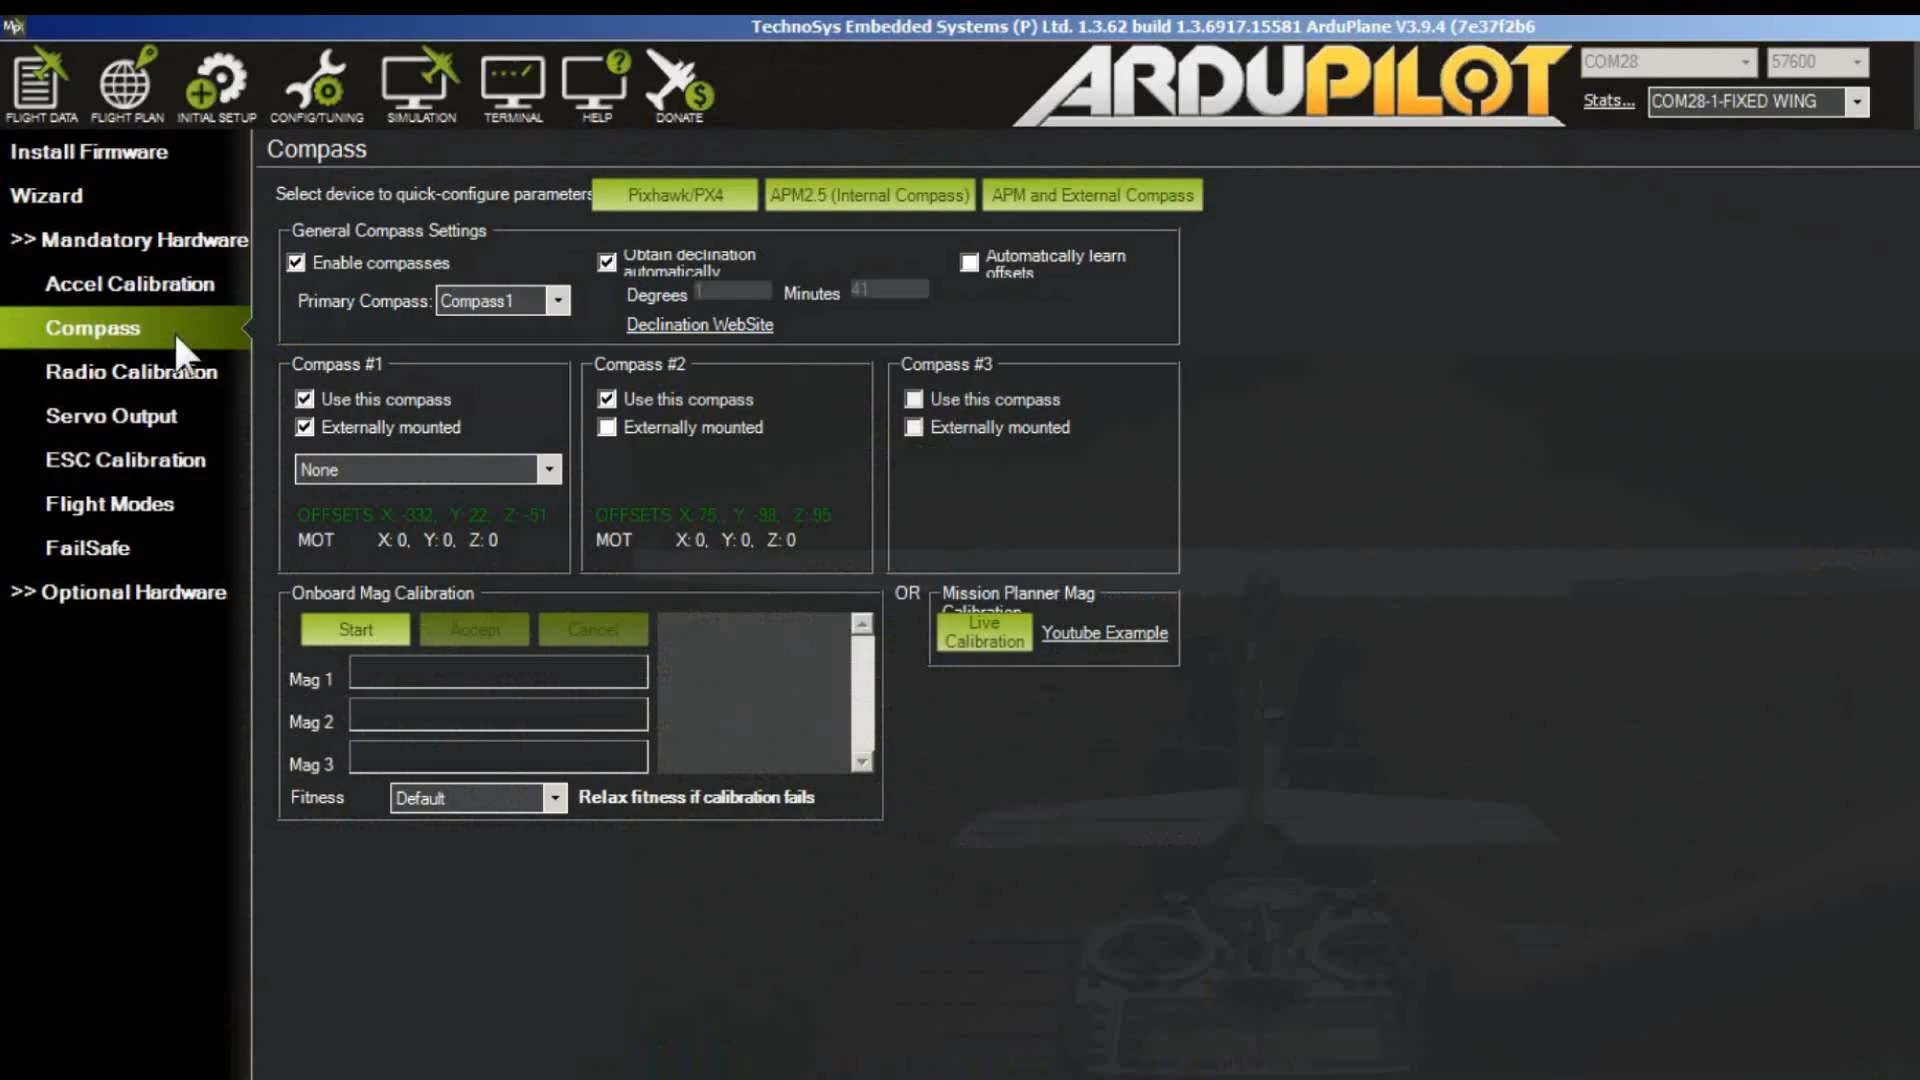 Mp
TechnoSys Embedded Systems (P) Ltd. 1.3.62 build 1.3.6917.15581 ArduPlane V3.9.4 (7e37f2b6
FLIGHT DATA
FLIGHT PLAN
INITIAL SETUP
CONFIG/TUNING
SIMULATION
TERMINAL
HELP
DONATE
ARDUPILOT
COM28
57600
Stats...
COM28-1-FIXED WING
Install Firmware
Wizard
>> Mandatory Hardware
Accel Calibration
Compass
Radio Calibration
Servo Output
ESC Calibration
Flight Modes
FailSafe
>> Optional Hardware
Compass
Select device to quick-configure parameters
Pixhawk/PX4
APM2.5 (Internal Compass)
APM and External Compass
General Compass Settings
Enable compasses
Obtain declination
automatically
Automatically learn
offsets
Primary Compass: Compass1
Degrees 1 Minutes 41
Declination WebSite
Compass #1
Use this compass
Externally mounted
None
OFFSETS X: -332, Y: 22, Z: -51
MOT X: 0, Y: 0, Z: 0
Compass #2
Use this compass
Externally mounted
OFFSETS X: 75, Y: -93, Z: 95
MOT X: 0, Y: 0, Z: 0
Compass #3
Use this compass
Externally mounted
Onboard Mag Calibration
Start
Accept
Cancel
Mag 1
Mag 2
Mag 3
Fitness Default Relax fitness if calibration fails
OR
Mission Planner Mag
Calibration
Live
Calibration
Youtube Example